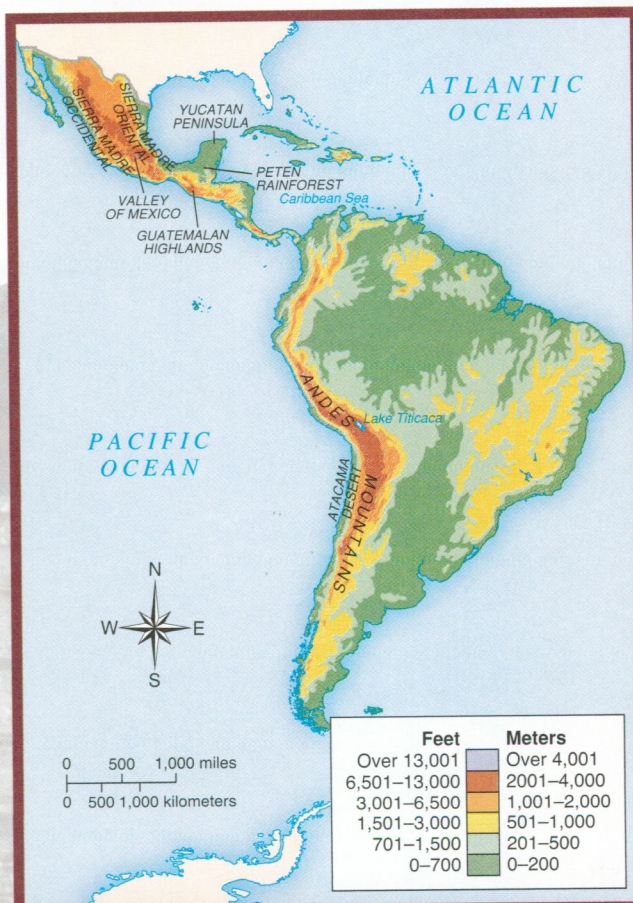 ATLANTIC
OCEAN
SIERRA MADRE
OCCIDENTAL
SIERRA MADRE
ORIENTAL
YUCATAN
PENINSULA
PETEN
RAINFOREST
Caribbean Sea
VALLEY
OF MEXICO
GUATEMALAN
HIGHLANDS
PACIFIC
OCEAN
ANDES
MOUNTAINS
Lake Titicaca
ATACAMA
DESERT
N
W E
S
0 500 1,000 miles
0 500 1,000 kilometers
Feet Meters
Over 13,001 Over 4,001
6,501–13,000 2001–4,000
3,001–6,500 1,001–2,000
1,501–3,000 501–1,000
701–1,500 201–500
0–700 0–200